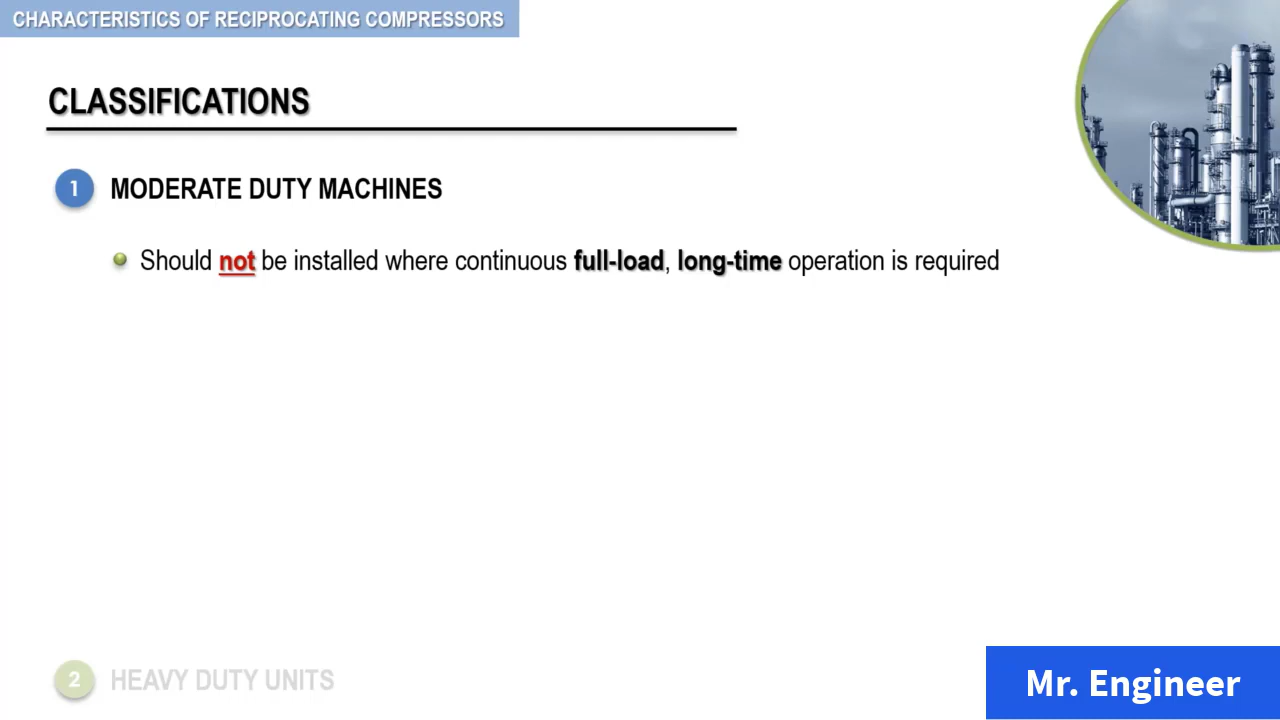 CHARACTERISTICS OF RECIPROCATING COMPRESSORS
CLASSIFICATIONS
1 MODERATE DUTY MACHINES
Should not be installed where continuous full-load, long-time operation is required
2 HEAVY DUTY UNITS
Mr. Engineer